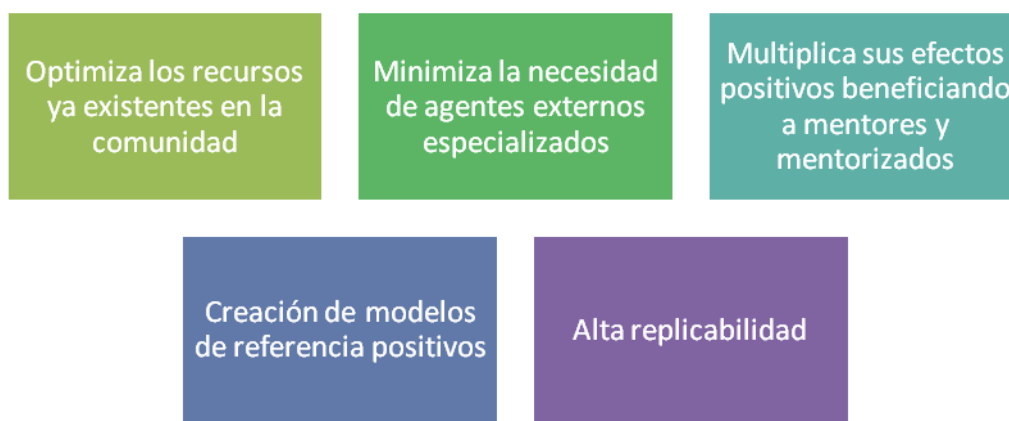 Optimiza los recursos
ya existentes en la
comunidad
Minimiza la necesidad
de agentes externos
especializados
Multiplica sus efectos
positivos beneficiando
a mentores y
mentorizados
Creación de modelos
de referencia positivos
Alta replicabilidad